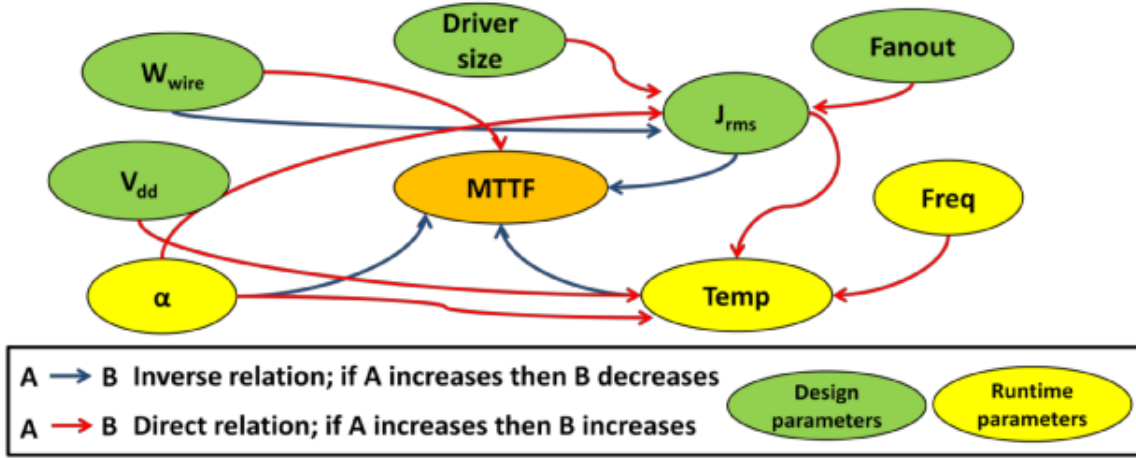 Driver
size
Fanout
W_wire
J_rms
V_dd
MTTF
Freq
α
Temp
A → B Inverse relation; if A increases then B decreases
A → B Direct relation; if A increases then B increases
Design
parameters
Runtime
parameters